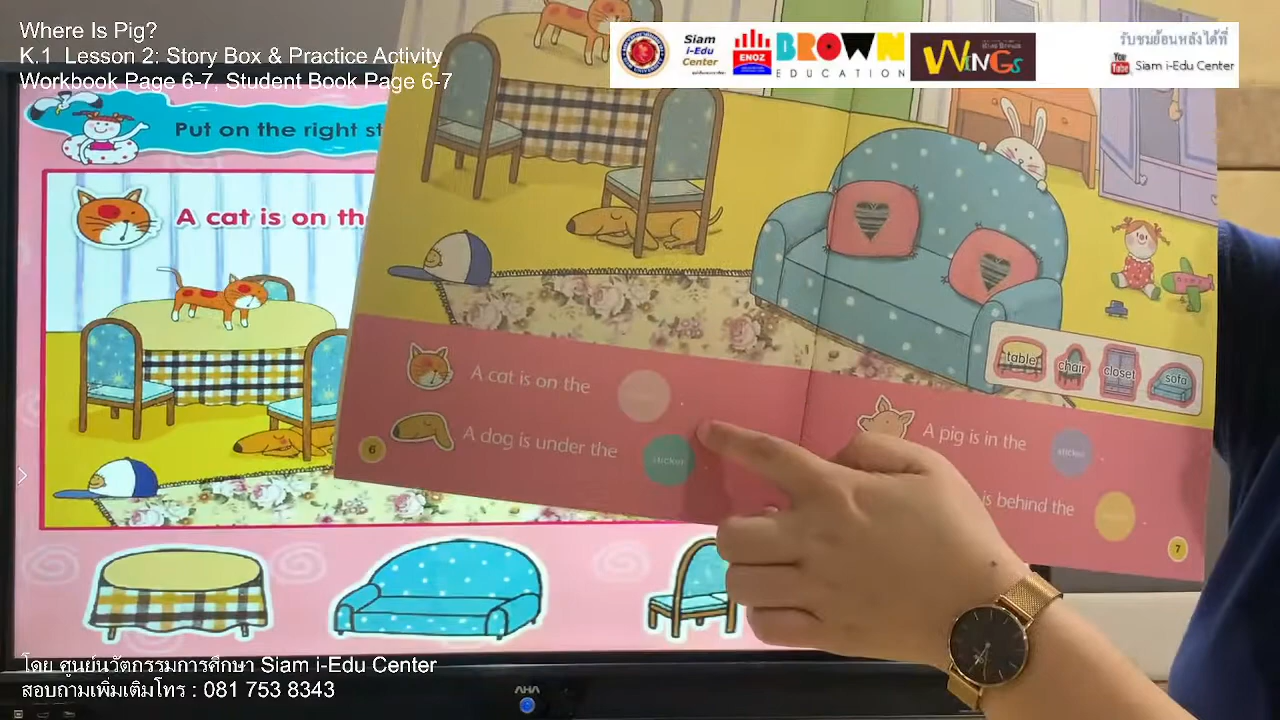 Where Is Pig?
K.1 Lesson 2: Story Box & Practice Activity
Workbook Page 6-7, Student Book Page 6-7
Siam
i-Edu
Center
ENOZ
BROWN
EDUCATION
WiNGs
รับชมย้อนหลังได้ที่
You Tube Siam i-Edu Center
Put on the right st
A cat is on th
table
chair
closet
sofa
A cat is on the
A dog is under the sticker
6
A pig is in the sticker
is behind the
7
โดย ศูนย์นวัตกรรมการศึกษา Siam i-Edu Center
สอบถามเพิ่มเติมโทร : 081 753 8343
AHA